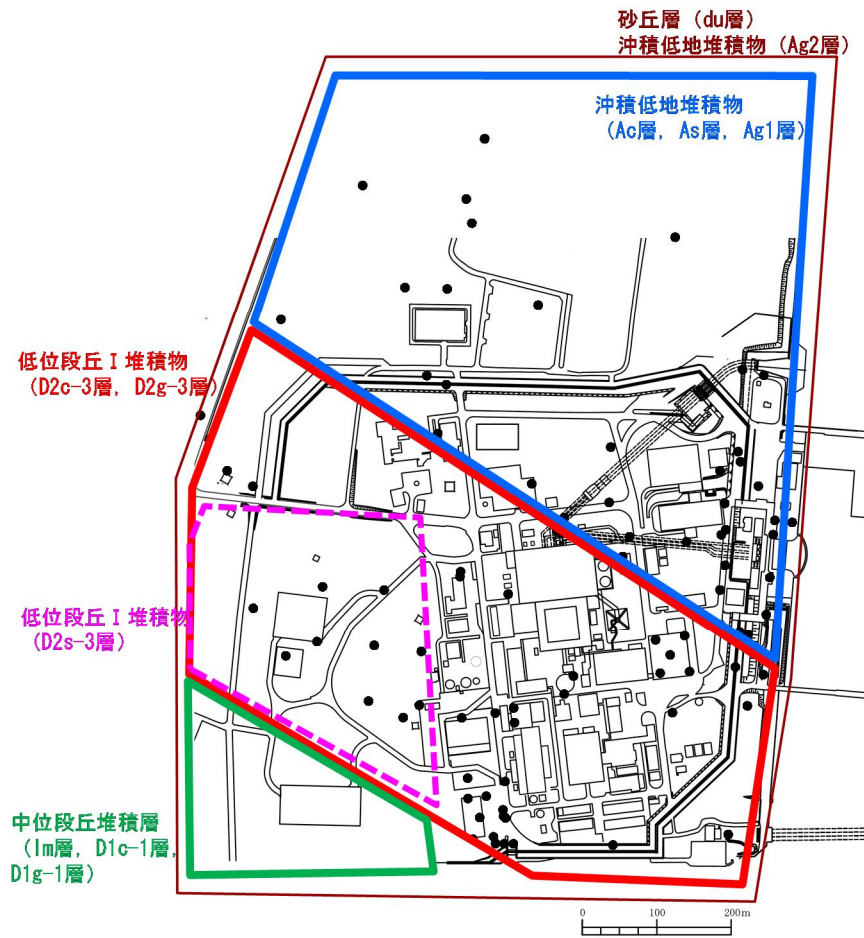 砂丘層（du層）
沖積低地堆積物（Ag2層）
沖積低地堆積物
（Ac層，As層，Ag1層）
低位段丘Ⅰ堆積物
（D2c-3層，D2g-3層）
低位段丘Ⅰ堆積物
（D2s-3層）
中位段丘堆積層
（lm層，D1c-1層，
D1g-1層）
0 100 200m